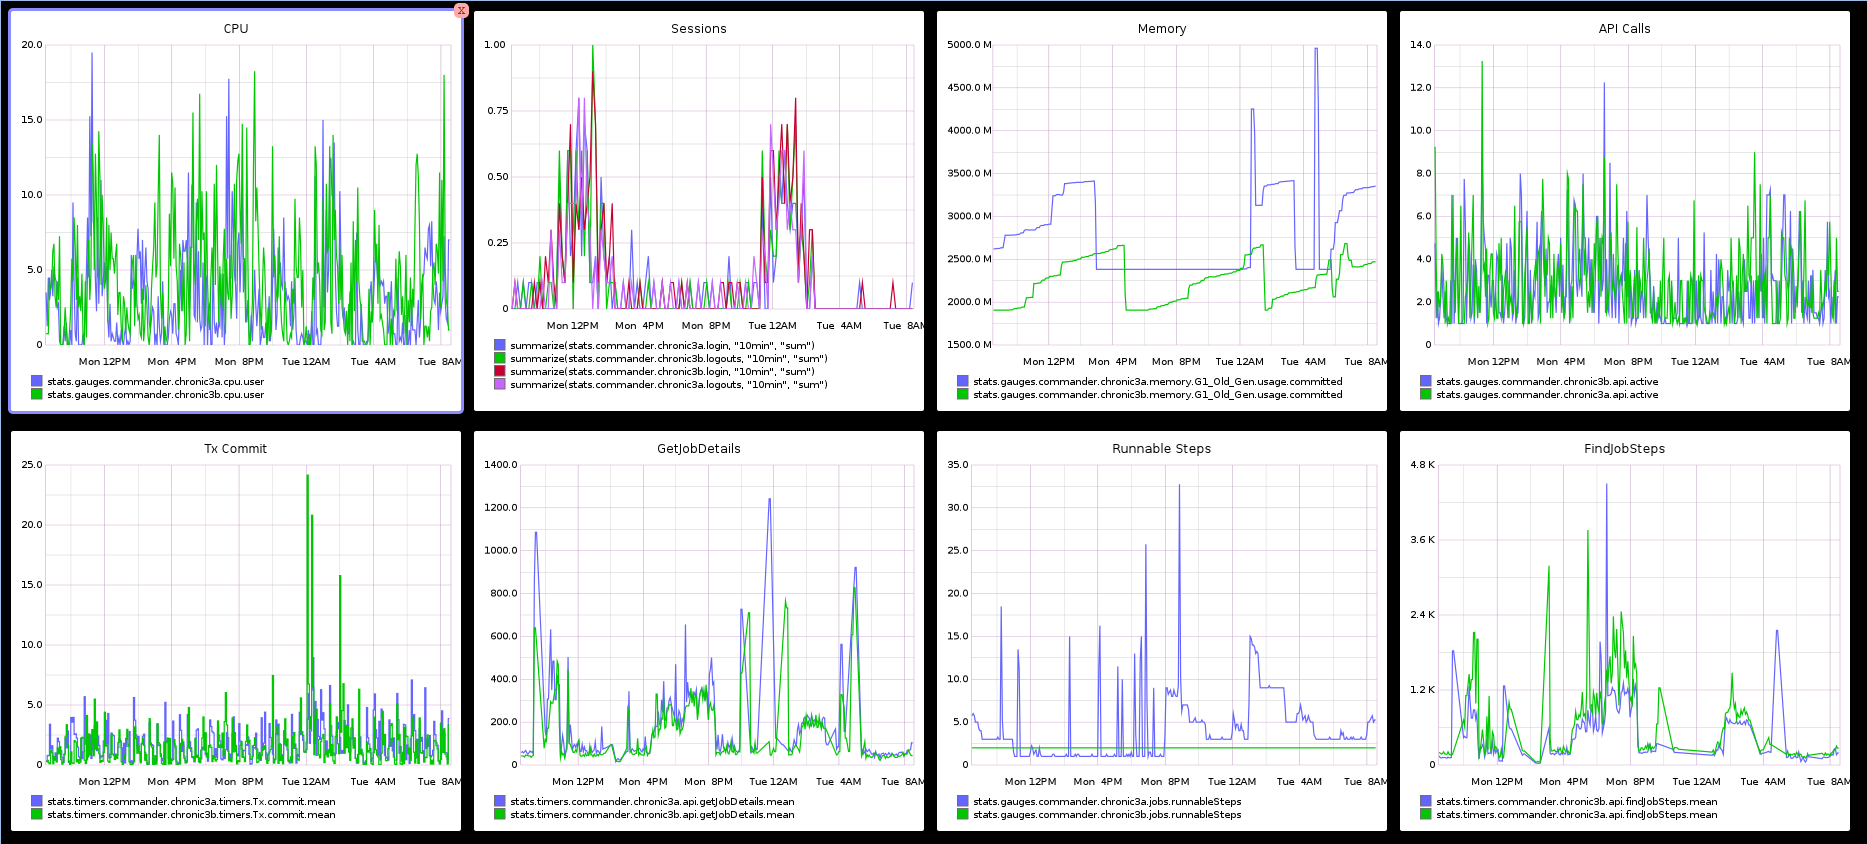 x
CPU
20.0
15.0
10.0
5.0
0
Mon 12PM Mon 4PM Mon 8PM Tue 12AM Tue 4AM Tue 8AM
stats.gauges.commander.chronic3a.cpu.user
stats.gauges.commander.chronic3b.cpu.user
Sessions
1.00
0.75
0.50
0.25
0
Mon 12PM Mon 4PM Mon 8PM Tue 12AM Tue 4AM Tue 8AM
summarize(stats.commander.chronic3a.login, "10min", "sum")
summarize(stats.commander.chronic3b.logouts, "10min", "sum")
summarize(stats.commander.chronic3b.login, "10min", "sum")
summarize(stats.commander.chronic3a.logouts, "10min", "sum")
Memory
5000.0 M
4500.0 M
4000.0 M
3500.0 M
3000.0 M
2500.0 M
2000.0 M
1500.0 M
Mon 12PM Mon 4PM Mon 8PM Tue 12AM Tue 4AM Tue 8AM
stats.gauges.commander.chronic3a.memory.G1_Old_Gen.usage.committed
stats.gauges.commander.chronic3b.memory.G1_Old_Gen.usage.committed
API Calls
14.0
12.0
10.0
8.0
6.0
4.0
2.0
0
Mon 12PM Mon 4PM Mon 8PM Tue 12AM Tue 4AM Tue 8AM
stats.gauges.commander.chronic3b.api.active
stats.gauges.commander.chronic3a.api.active
Tx Commit
25.0
20.0
15.0
10.0
5.0
0
Mon 12PM Mon 4PM Mon 8PM Tue 12AM Tue 4AM Tue 8AM
stats.timers.commander.chronic3a.timers.Tx.commit.mean
stats.timers.commander.chronic3b.timers.Tx.commit.mean
GetJobDetails
1400.0
1200.0
1000.0
800.0
600.0
400.0
200.0
0
Mon 12PM Mon 4PM Mon 8PM Tue 12AM Tue 4AM Tue 8AM
stats.timers.commander.chronic3a.api.getJobDetails.mean
stats.timers.commander.chronic3b.api.getJobDetails.mean
Runnable Steps
35.0
30.0
25.0
20.0
15.0
10.0
5.0
0
Mon 12PM Mon 4PM Mon 8PM Tue 12AM Tue 4AM Tue 8AM
stats.gauges.commander.chronic3a.jobs.runnableSteps
stats.gauges.commander.chronic3b.jobs.runnableSteps
FindJobSteps
4.8 K
3.6 K
2.4 K
1.2 K
0
Mon 12PM Mon 4PM Mon 8PM Tue 12AM Tue 4AM Tue 8AM
stats.timers.commander.chronic3b.api.findJobSteps.mean
stats.timers.commander.chronic3a.api.findJobSteps.mean